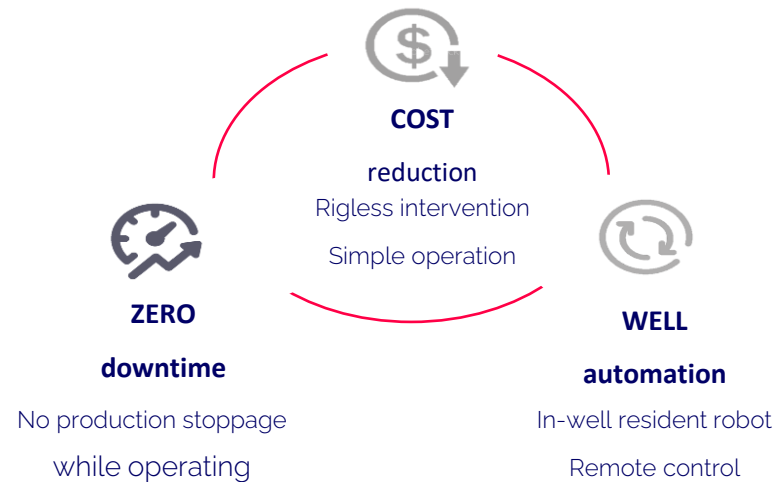 $
COST
reduction
Rigless intervention
Simple operation
ZERO
downtime
No production stoppage
while operating
WELL
automation
In-well resident robot
Remote control